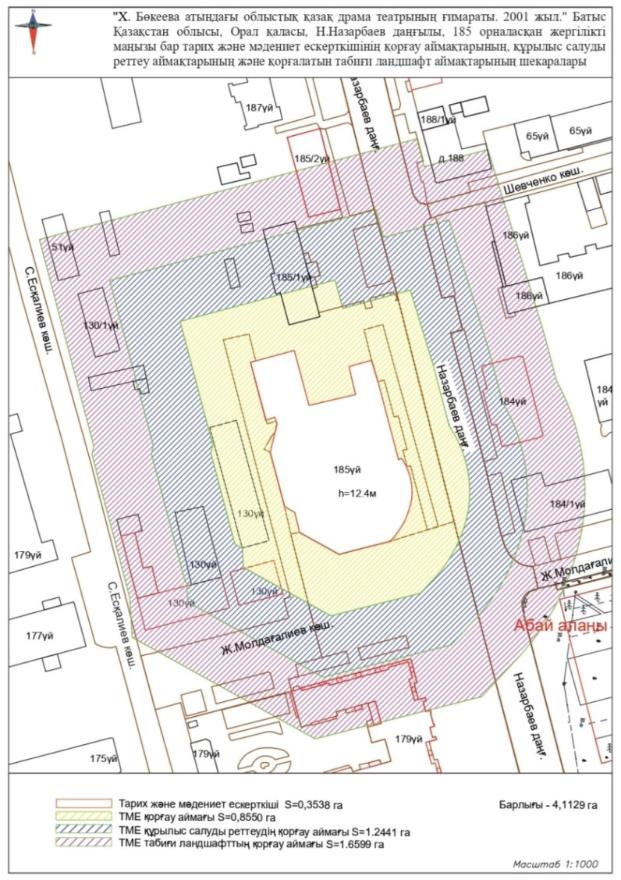 "Х. Бөкеева атындағы облыстық қазақ драма театрының ғимараты. 2001 жыл." Батыс
Қазақстан облысы, Орал қаласы, Н.Назарбаев даңғылы, 185 орналасқан жергілікті
маңызы бар тарих және мәдениет ескерткішінің қорғау аймақтарының, құрылыс салуды
реттеу аймақтарының және қорғалатын табиғи ландшафт аймақтарының шекаралары
187үй
азарбаев даңғ.
188/1үй
65үй
65үй
185/2үй
д.188
Шевченко көш.
51үй
186үй
С.Есқалиев көш.
185/1үй
186үй
186үй
130/1үй
Назарбаев даңғ.
184үй
184
үй
185үй
h=12.4м
130үй
184/1үй
179үй
130үй
130үй
130үй
Ж.Молдағали
С.Есқалиев көш.
Абай алаңы
177үй
Ж.Молдағалиев көш.
Назарбаев даңғ.
175үй
179үй
179үй
Тарих және мәдениет ескерткіші S=0,3538 га
Барлығы - 4,1129 га
ТМЕ қорғау аймағы S=0,8550 га
ТМЕ құрылыс салуды реттеудің қорғау аймағы S=1.2441 га
ТМЕ табиғи ландшафттың қорғау аймағы S=1.6599 га
Масштаб 1:1000